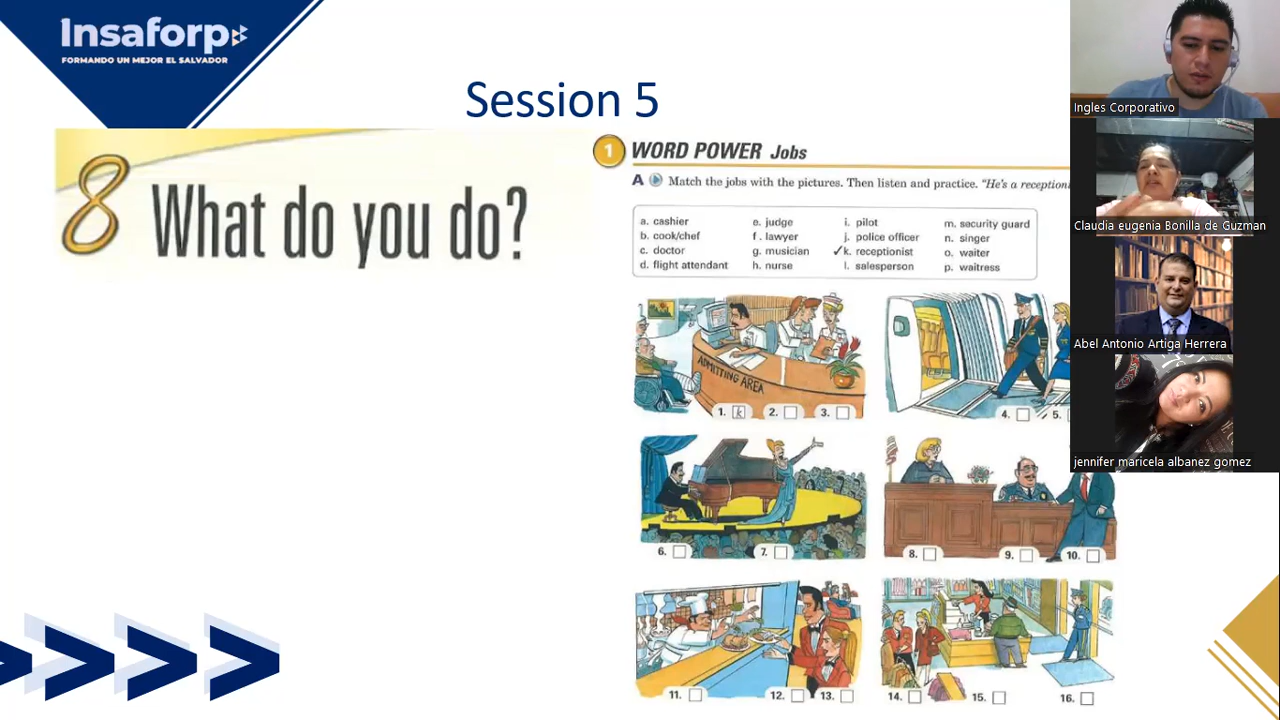 Insaforp
FORMANDO UN MEJOR EL SALVADOR
Session 5
8 What do you do?
1 WORD POWER Jobs
A Match the jobs with the pictures. Then listen and practice. "He's a
a. cashier
b. cook/chef
c. doctor
d. flight attendant
e. judge
f. lawyer
g. musician
h. nurse
i. pilot
j. police officer
✓k. receptionist
l. salesperson
m. security guard
n. singer
o. waiter
p. waitress
ADMITTING AREA
1. k 2. 3.
4. 5.
6. 7.
8. 9. 10.
11. 12. 13.
14. 15. 16.
Ingles Corporativo
Claudia eugenia Bonilla de Guzman
Abel Antonio Artiga Herrera
jennifer maricela albanez gomez